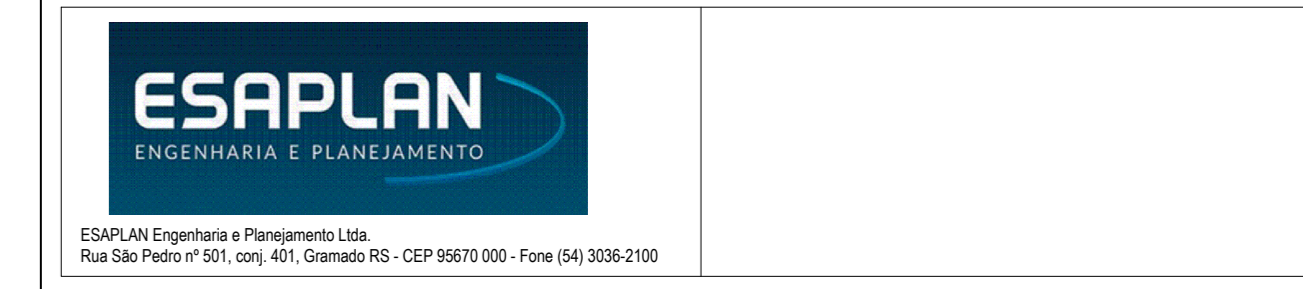 ESAPLAN
ENGENHARIA E PLANEJAMENTO
ESAPLAN Engenharia e Planejamento Ltda.
Rua São Pedro nº 501, conj. 401, Gramado RS - CEP 95670 000 - Fone (54) 3036-2100